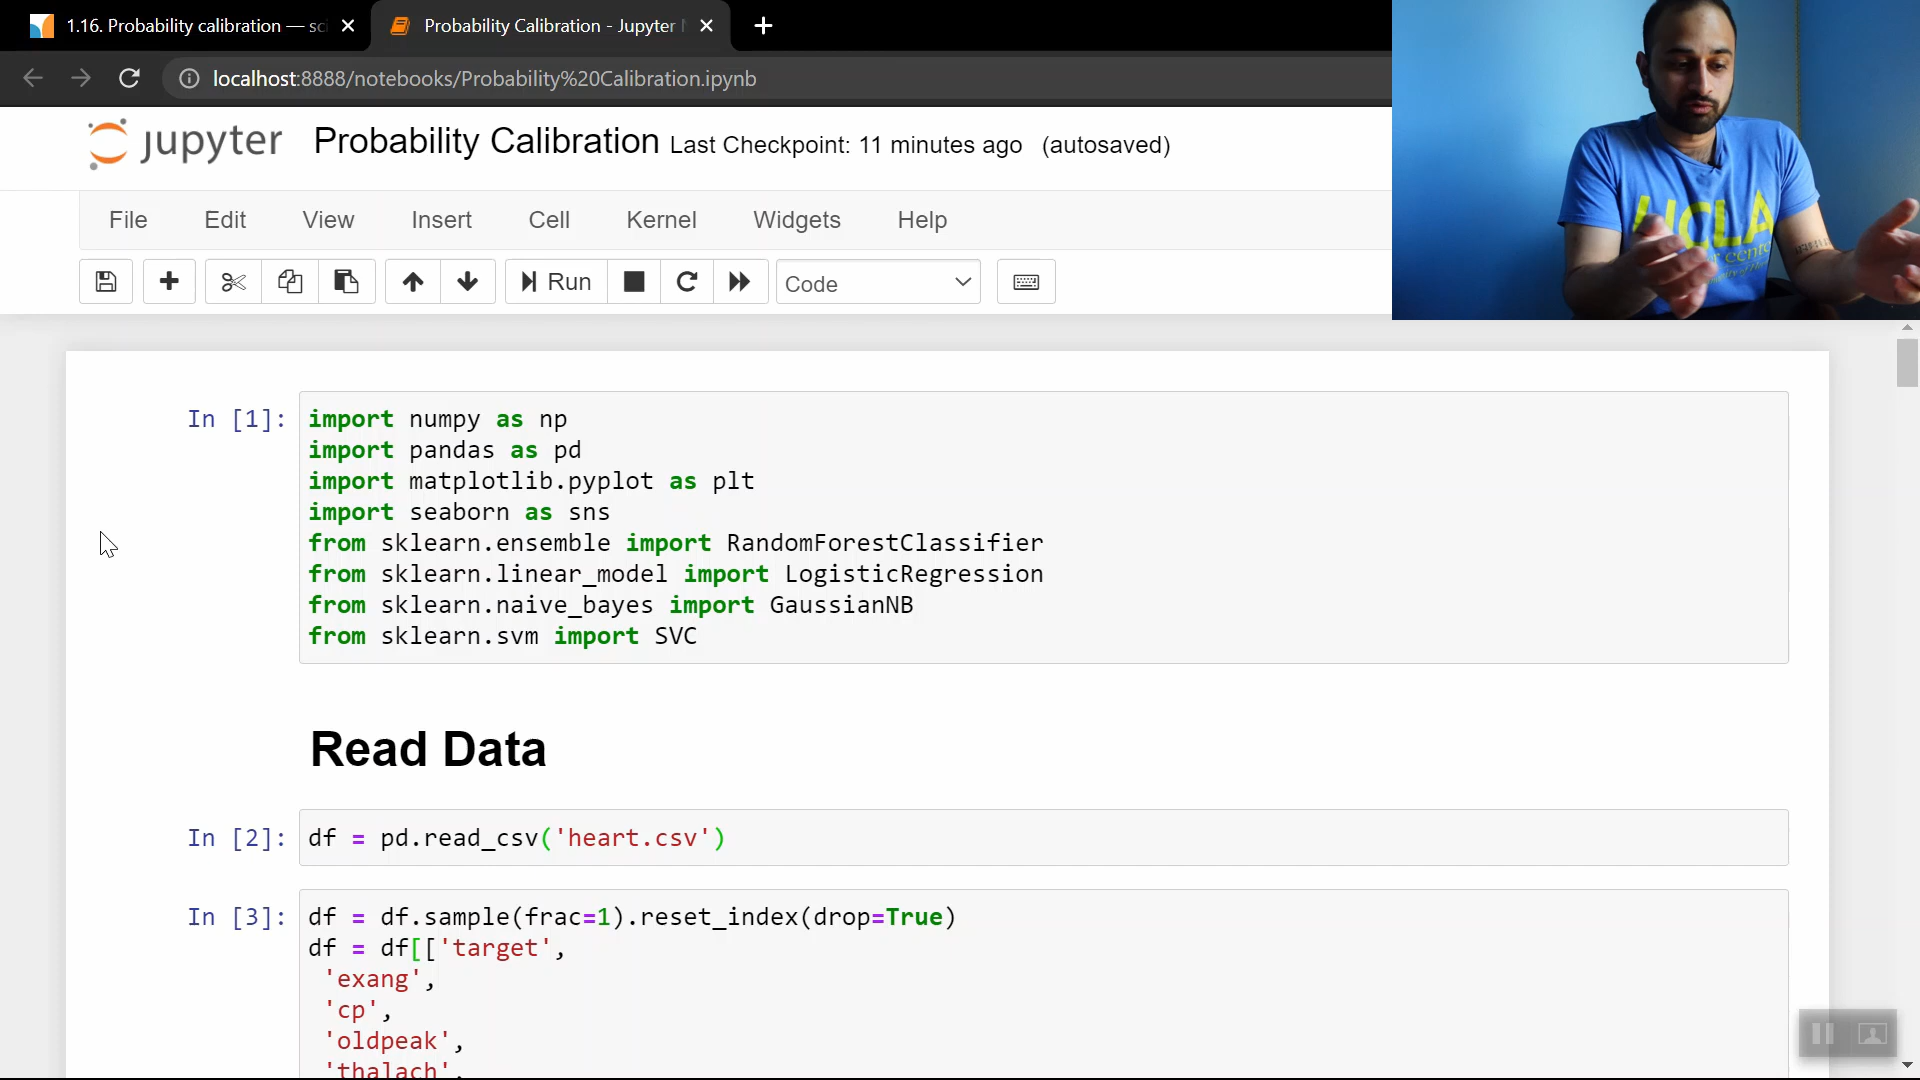 1.16. Probability calibration — sc
Probability Calibration - Jupyter
localhost:8888/notebooks/Probability%20Calibration.ipynb
jupyter Probability Calibration Last Checkpoint: 11 minutes ago (autosaved)
File Edit View Insert Cell Kernel Widgets Help
Run Code
In [1]: import numpy as np
import pandas as pd
import matplotlib.pyplot as plt
import seaborn as sns
from sklearn.ensemble import RandomForestClassifier
from sklearn.linear_model import LogisticRegression
from sklearn.naive_bayes import GaussianNB
from sklearn.svm import SVC
Read Data
In [2]: df = pd.read_csv('heart.csv')
In [3]: df = df.sample(frac=1).reset_index(drop=True)
df = df[['target',
'exang',
'cp',
'oldpeak',
'thalach',
UCLA